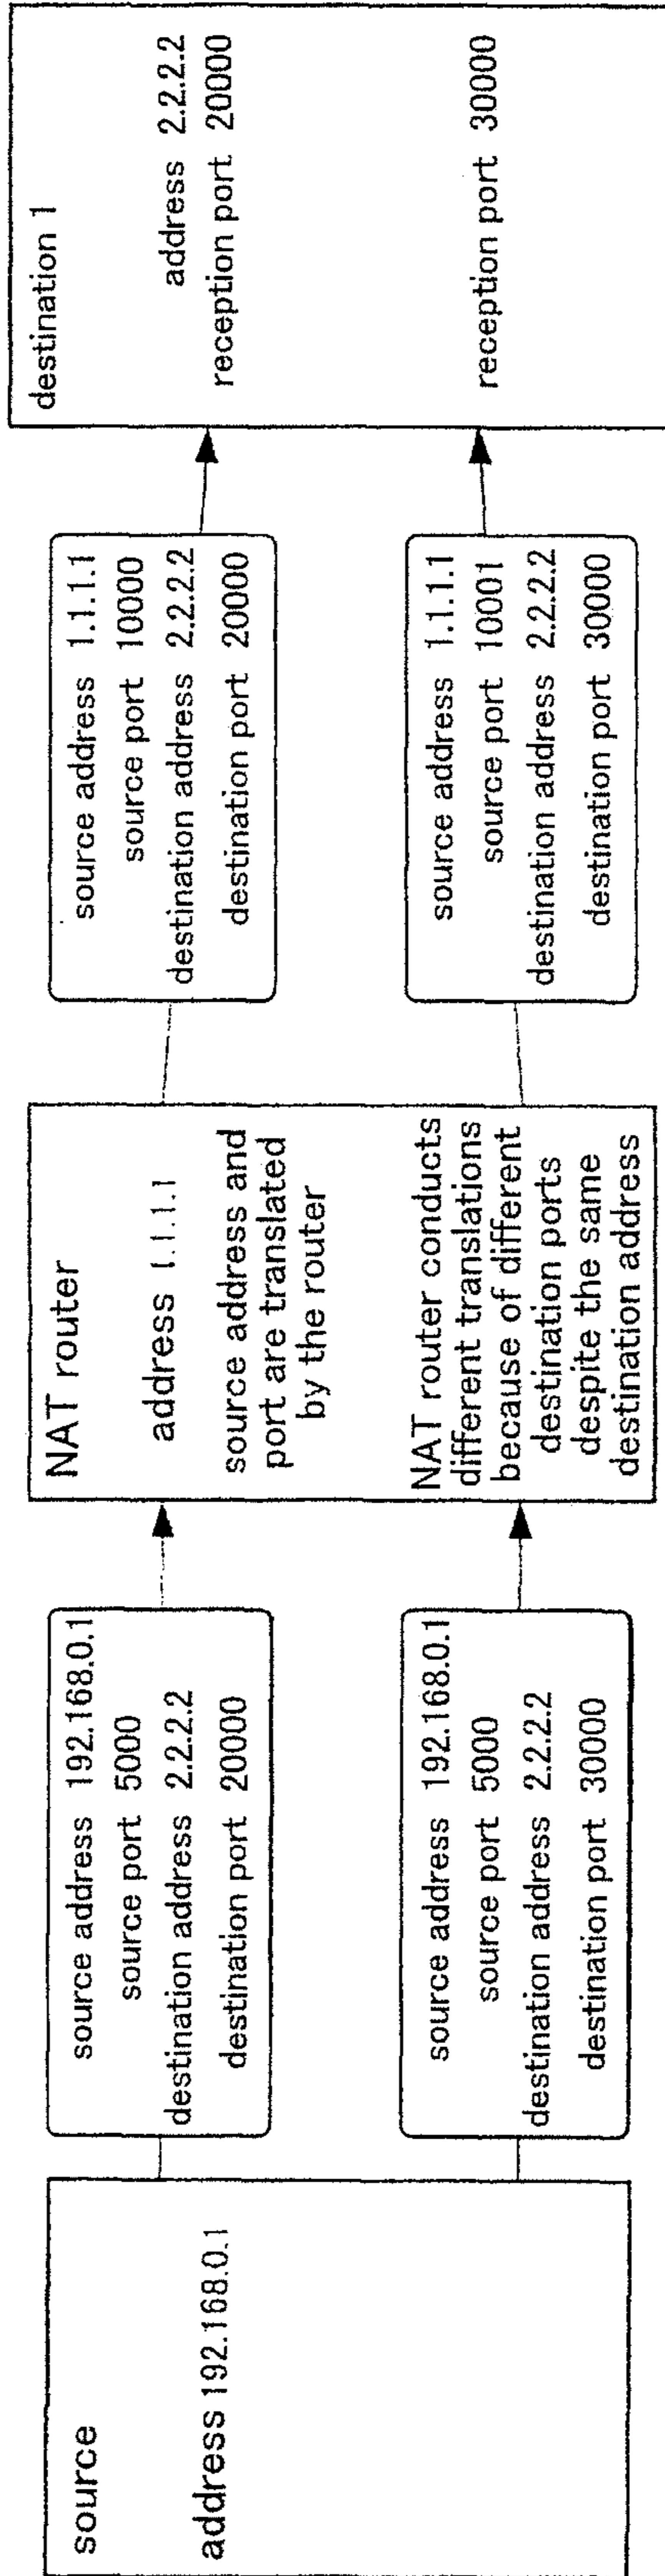 source
address 192.168.0.1
source address 192.168.0.1
source port 5000
destination address 2.2.2.2
destination port 20000
source address 192.168.0.1
source port 5000
destination address 2.2.2.2
destination port 30000
NAT router
address 1.1.1.1
source address and
port are translated
by the router
NAT router conducts
different translations
because of different
destination ports
despite the same
destination address
source address 1.1.1.1
source port 10000
destination address 2.2.2.2
destination port 20000
source address 1.1.1.1
source port 10001
destination address 2.2.2.2
destination port 30000
destination 1
address 2.2.2.2
reception port 20000
reception port 30000